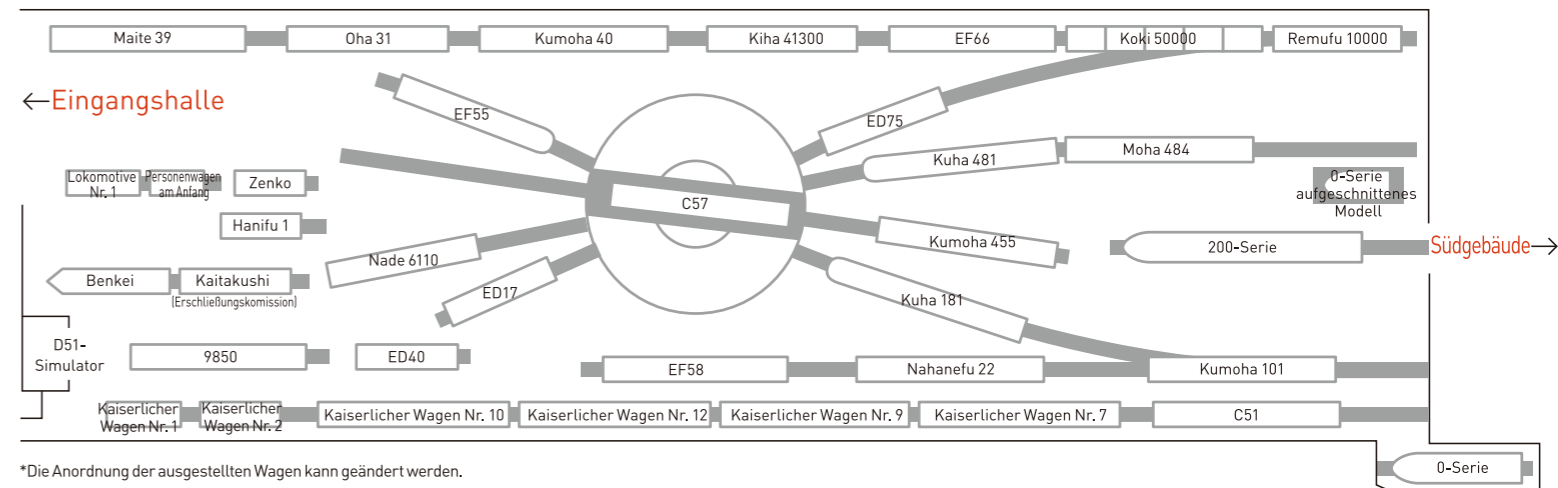 Maite 39
Oha 31
Kumoha 40
Kiha 41300
EF66
Koki 50000
Remufu 10000
←Eingangshalle
EF55
ED75
Kuha 481
Moha 484
Lokomotive
Nr. 1
Personenwagen
am Anfang
Zenko
C57
0-Serie
aufgeschnittenes
Modell
Hanifu 1
Kumoha 455
200-Serie
Südgebäude→
Nade 6110
Benkei
Kaitakushi
(Erschließungskomission)
ED17
Kuha 181
D51-
Simulator
9850
ED40
EF58
Nahanefu 22
Kumoha 101
Kaiserlicher
Wagen Nr. 1
Kaiserlicher
Wagen Nr. 2
Kaiserlicher Wagen Nr. 10
Kaiserlicher Wagen Nr. 12
Kaiserlicher Wagen Nr. 9
Kaiserlicher Wagen Nr. 7
C51
0-Serie
*Die Anordnung der ausgestellten Wagen kann geändert werden.